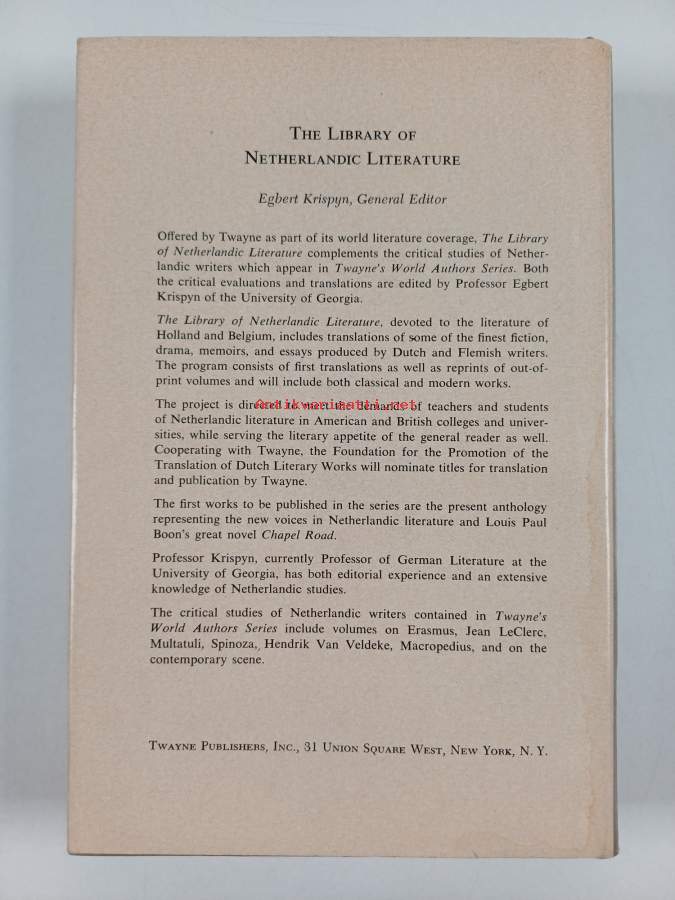 The Library of
Netherlandic Literature
Egbert Krispyn, General Editor
Offered by Twayne as part of its world literature coverage, The Library
of Netherlandic Literature complements the critical studies of Nether-
landic writers which appear in Twayne's World Authors Series. Both
the critical evaluations and translations are edited by Professor Egbert
Krispyn of the University of Georgia.
The Library of Netherlandic Literature, devoted to the literature of
Holland and Belgium, includes translations of some of the finest fiction,
drama, memoirs, and essays produced by Dutch and Flemish writers.
The program consists of first translations as well as reprints of out-of-
print volumes and will include both classical and modern works.
The project is directed to meet the demands of teachers and students
Antikvariaatti.net
of Netherlandic literature in American and British colleges and univer-
sities, while serving the literary appetite of the general reader as well.
Cooperating with Twayne, the Foundation for the Promotion of the
Translation of Dutch Literary Works will nominate titles for translation
and publication by Twayne.
The first works to be published in the series are the present anthology
representing the new voices in Netherlandic literature and Louis Paul
Boon's great novel Chapel Road.
Professor Krispyn, currently Professor of German Literature at the
University of Georgia, has both editorial experience and an extensive
knowledge of Netherlandic studies.
The critical studies of Netherlandic writers contained in Twayne's
World Authors Series include volumes on Erasmus, Jean LeClerc,
Multatuli, Spinoza, Hendrik Van Veldeke, Macropedius, and on the
contemporary scene.
Twayne Publishers, Inc., 31 Union Square West, New York, N. Y.